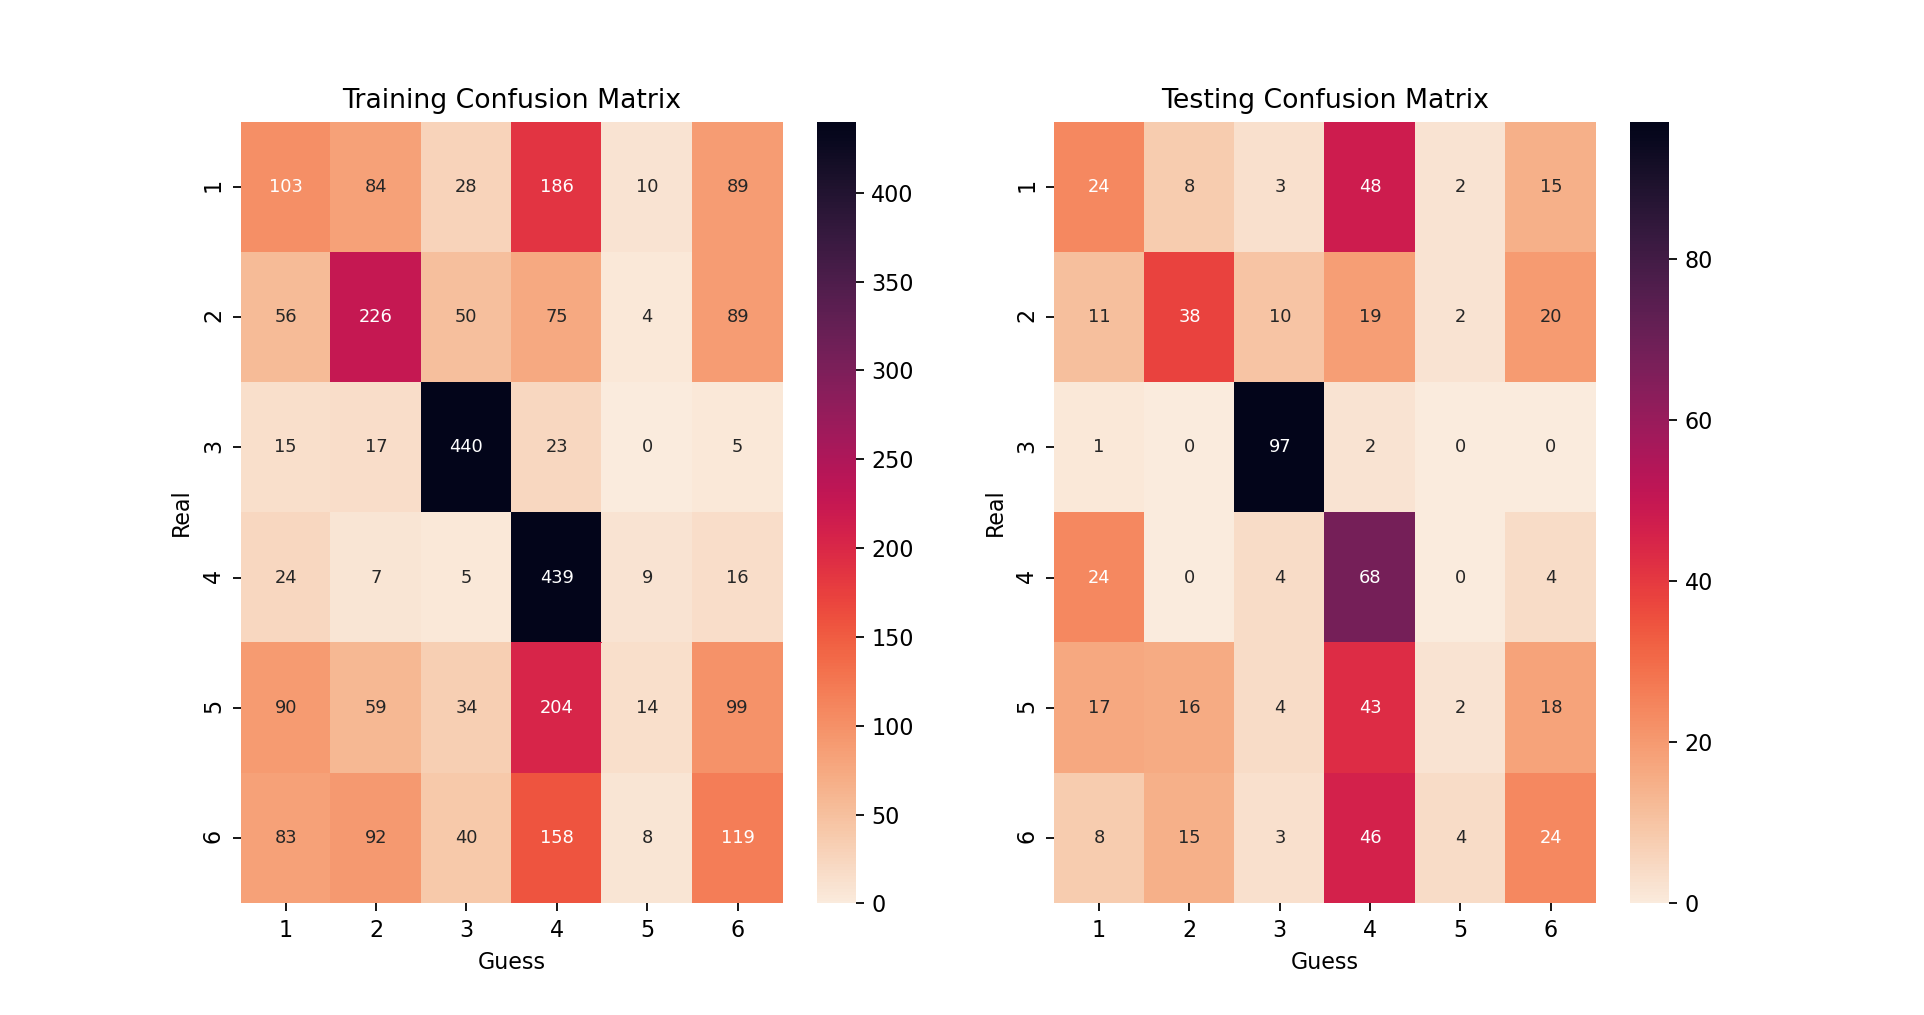 Training Confusion Matrix
1 103 84 28 186 10 89
2 56 226 50 75 4 89
3 15 17 440 23 0 5
4 24 7 5 439 9 16
5 90 59 34 204 14 99
6 83 92 40 158 8 119
1 2 3 4 5 6
Guess
Real
400
350
300
250
200
150
100
50
0
Testing Confusion Matrix
1 24 8 3 48 2 15
2 11 38 10 19 2 20
3 1 0 97 2 0 0
4 24 0 4 68 0 4
5 17 16 4 43 2 18
6 8 15 3 46 4 24
1 2 3 4 5 6
Guess
Real
80
60
40
20
0